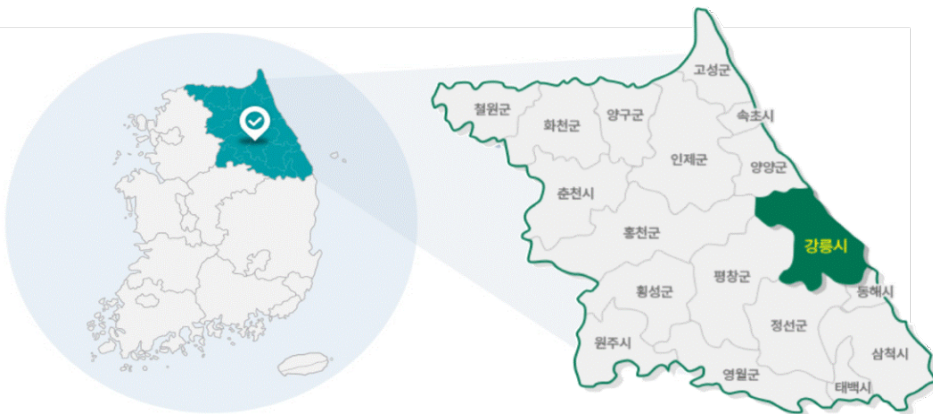 고성군
철원군
화천군
양구군
속초시
인제군
양양군
춘천시
홍천군
강릉시
평창군
횡성군
동해시
정선군
원주시
삼척시
영월군
태백시